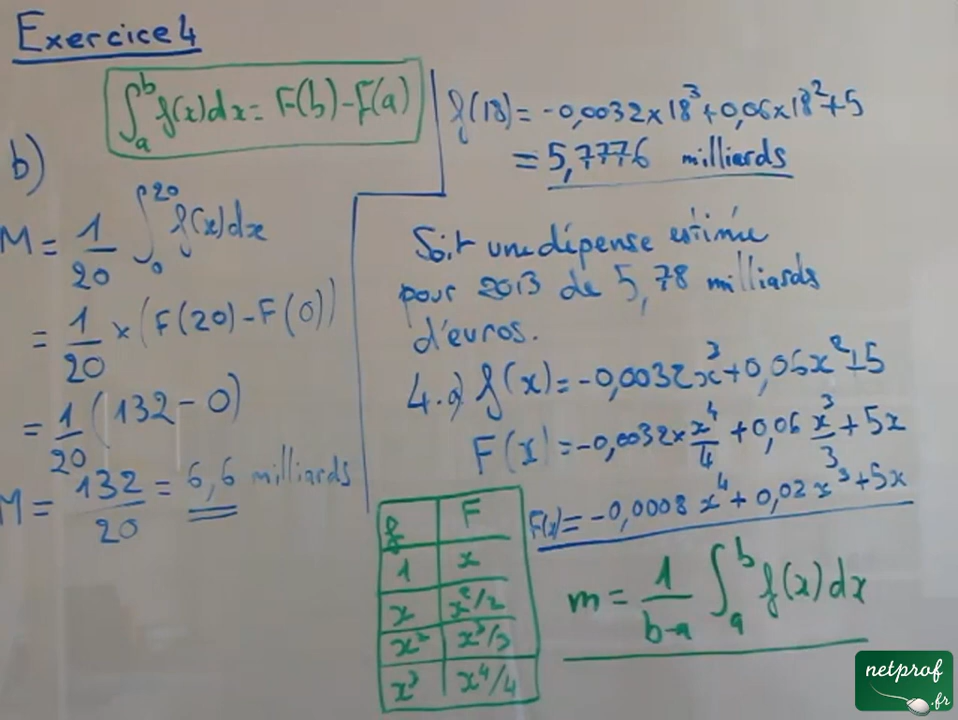 Exercice 4
∫_a^b f(x)dx = F(b) - F(a)
b)
M = 1/20 ∫_0^20 f(x)dx
= 1/20 × (F(20) - F(0))
= 1/20 (132 - 0)
M = 132/20 = 6,6 milliards
f(18) = -0,0032 × 18³ + 0,06 × 18² + 5
= 5,7776 milliards
Soit une dépense estimée
pour 2013 de 5,78 milliards
d'euros.
4.a) f(x) = -0,0032x³ + 0,06x² + 5
F(x) = -0,0032 × x⁴/4 + 0,06 x³/3 + 5x
F(x) = -0,0008 x⁴ + 0,02 x³ + 5x
f F
1 x
x x²/2
x² x³/3
x³ x⁴/4
m = 1/(b-a) ∫_a^b f(x)dx
netprof
.fr